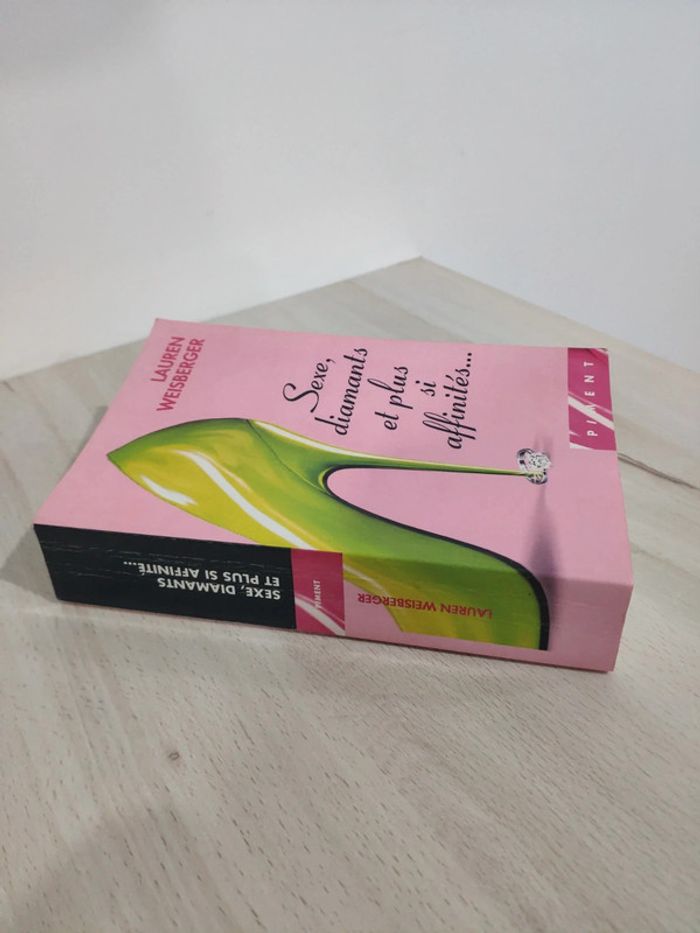 LAUREN
WEISBERGER
Sexe,
diamants
et plus
si
affinités...
PIMENT
SEXE, DIAMANTS
ET PLUS SI AFFINITÉ...
PIMENT
LAUREN WEISBERGER